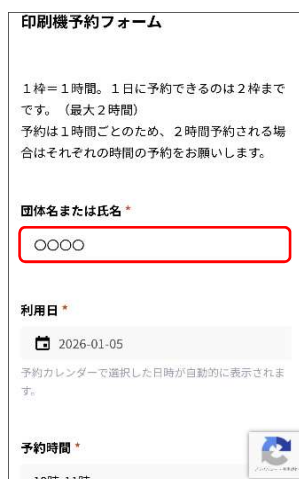 印刷機予約フォーム
１枠＝１時間。１日に予約できるのは２枠まで
です。（最大２時間）
予約は１時間ごとのため、２時間予約される場
合はそれぞれの時間の予約をお願いします。
団体名または氏名 *
〇〇〇〇
利用日 *
2026-01-05
予約カレンダーで選択した日時が自動的に表示されま
す。
予約時間 *